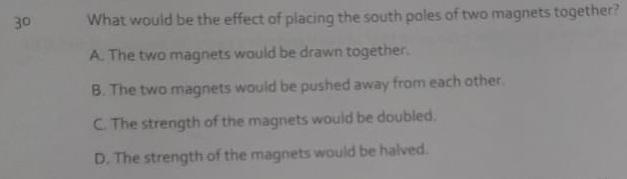 30 What would be the effect of placing the south poles of two magnets together?
A. The two magnets would be drawn together.
B. The two magnets would be pushed away from each other.
C. The strength of the magnets would be doubled.
D. The strength of the magnets would be halved.